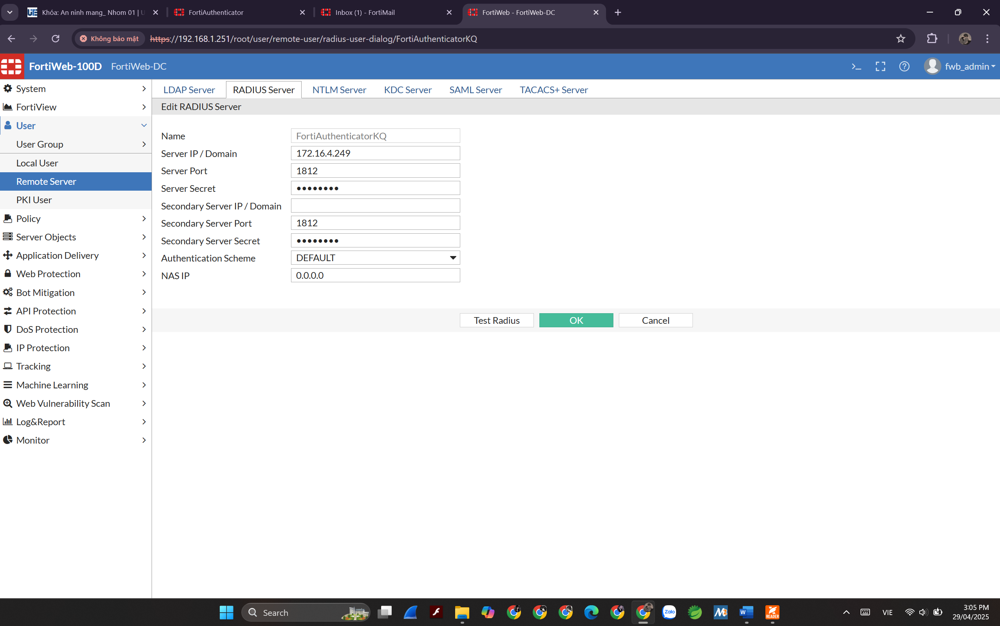 Khóa: An ninh mang_ Nhom 01 | U
FortiAuthenticator
Inbox (1) - FortiMail
FortiWeb - FortiWeb-DC
Không bảo mật
https://192.168.1.251/root/user/remote-user/radius-user-dialog/FortiAuthenticatorKQ
FortiWeb-100D FortiWeb-DC
fwb_admin
System
FortiView
User
User Group
Local User
Remote Server
PKI User
Policy
Server Objects
Application Delivery
Web Protection
Bot Mitigation
API Protection
DoS Protection
IP Protection
Tracking
Machine Learning
Web Vulnerability Scan
Log&Report
Monitor
LDAP Server
RADIUS Server
NTLM Server
KDC Server
SAML Server
TACACS+ Server
Edit RADIUS Server
Name FortiAuthenticatorKQ
Server IP / Domain 172.16.4.249
Server Port 1812
Server Secret ••••••••
Secondary Server IP / Domain
Secondary Server Port 1812
Secondary Server Secret ••••••••
Authentication Scheme DEFAULT
NAS IP 0.0.0.0
Test Radius
OK
Cancel
Search
Zalo
READER
VIE
3:05 PM
29/04/2025